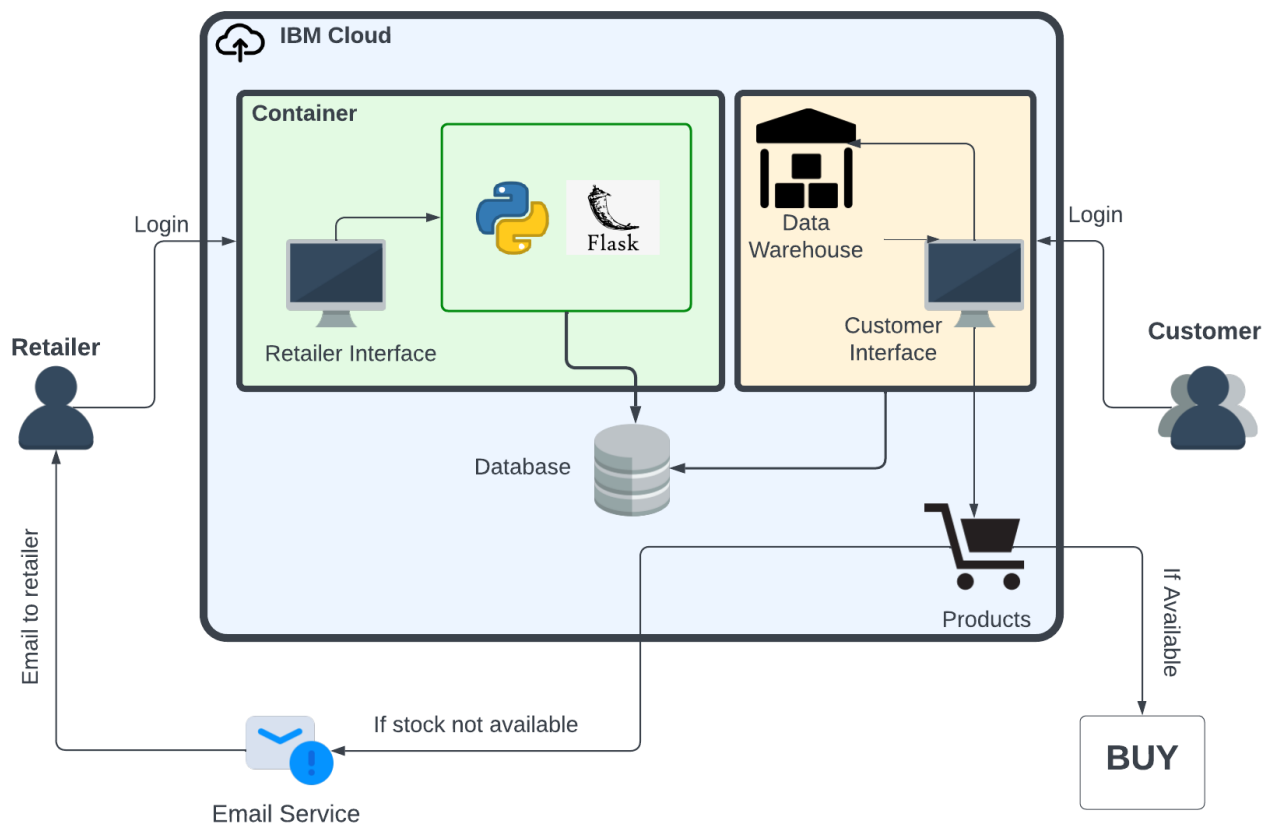 IBM Cloud
Container
Flask
Data
Warehouse
Login
Login
Customer
Interface
Retailer Interface
Retailer
Customer
Database
Email to retailer
If Available
Products
If stock not available
BUY
Email Service